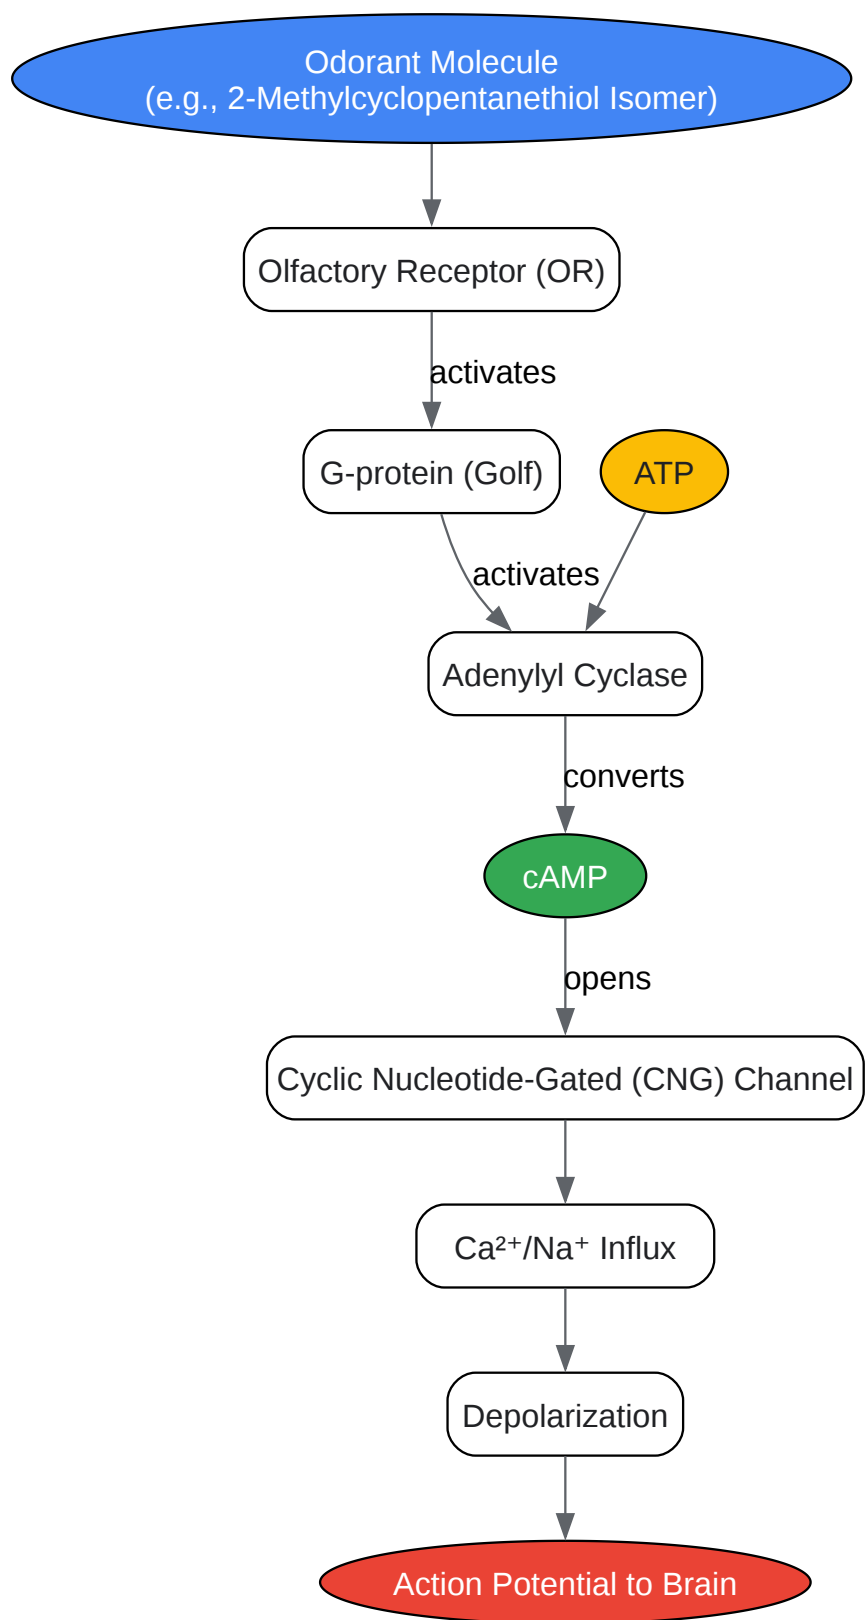 Odorant Molecule
(e.g., 2-Methylcyclopentanethiol Isomer)
Olfactory Receptor (OR)
activates
G-protein (Golf)
ATP
activates
Adenylyl Cyclase
converts
cAMP
opens
Cyclic Nucleotide-Gated (CNG) Channel
Ca²⁺/Na⁺ Influx
Depolarization
Action Potential to Brain